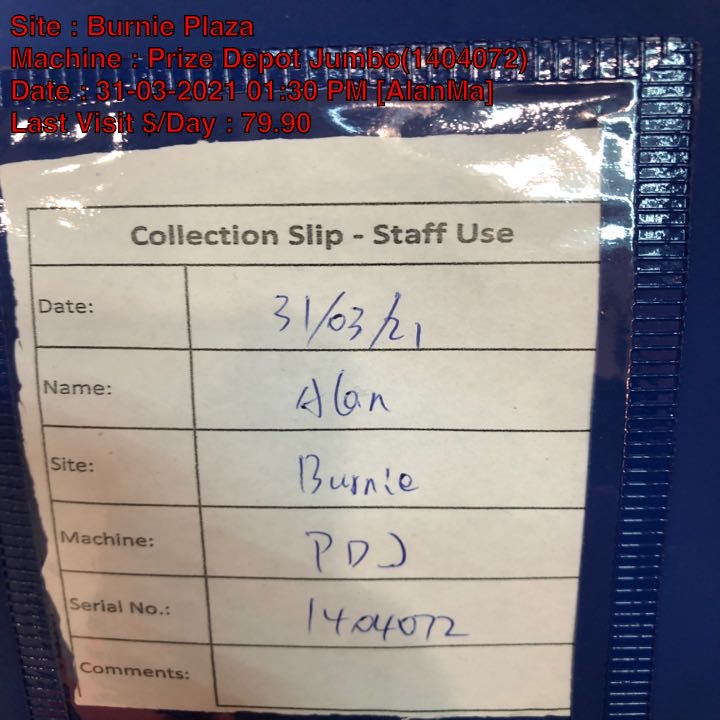 Site : Burnie Plaza
Machine : Prize Depot Jumbo(1404072)
Date : 31-03-2021 01:30 PM [AlanMa]
Last Visit $/Day : 79.90
Collection Slip - Staff Use
Date: 31/03/21
Name: Alan
Site: Burnie
Machine: PDJ
Serial No.: 1404072
Comments: